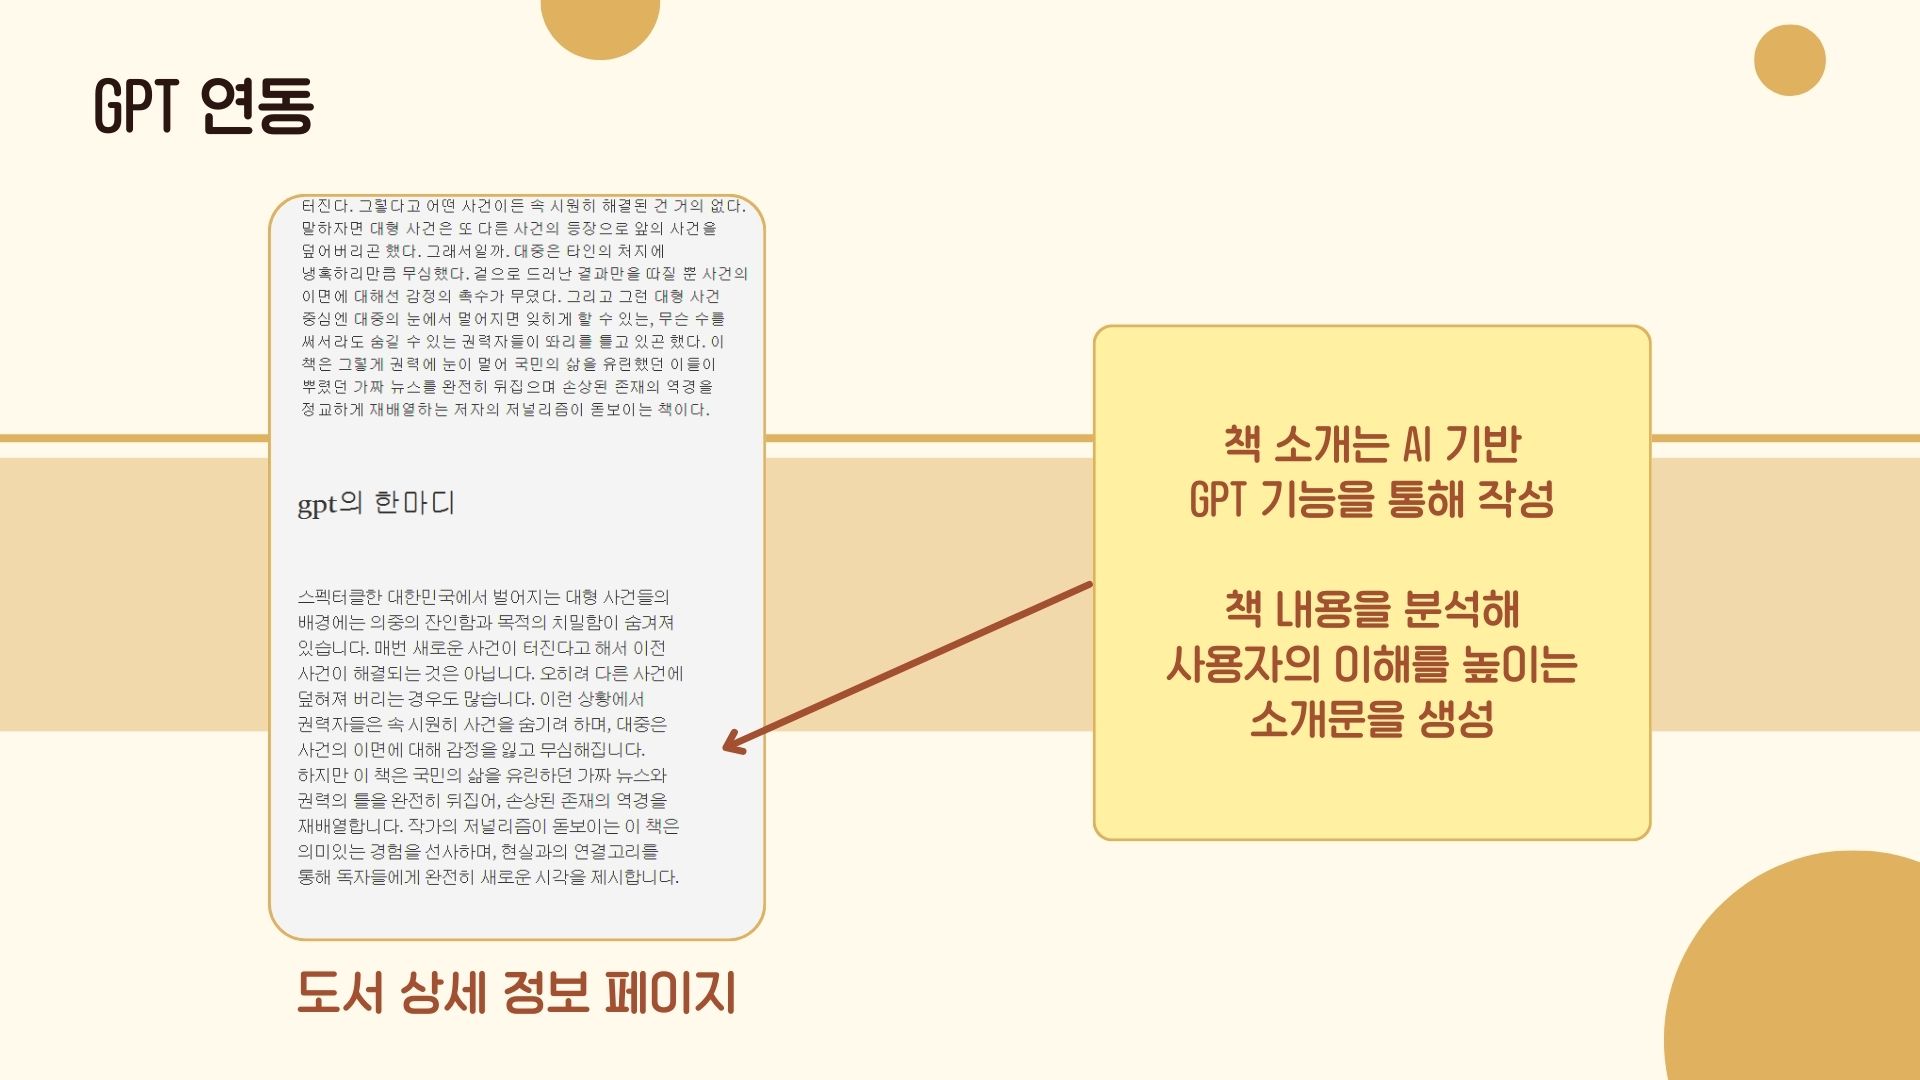 GPT 연동
터진다. 그렇다고 어떤 사건이든 속 시원히 해결된 건 거의 없다.
말하자면 대형 사건은 또 다른 사건의 등장으로 앞의 사건을
덮어버리곤 했다. 그래서일까. 대중은 타인의 처지에
냉혹하리만큼 무심했다. 겉으로 드러난 결과만을 따질 뿐 사건의
이면에 대해선 감정의 촉수가 무뎠다. 그리고 그런 대형 사건
중심엔 대중의 눈에서 멀어지면 잊히게 할 수 있는, 무슨 수를
써서라도 숨길 수 있는 권력자들이 똬리를 틀고 있곤 했다. 이
책은 그렇게 권력에 눈이 멀어 국민의 삶을 유린했던 이들이
뿌렸던 가짜 뉴스를 완전히 뒤집으며 손상된 존재의 역경을
정교하게 재배열하는 저자의 저널리즘이 돋보이는 책이다.
gpt의 한마디
스펙터클한 대한민국에서 벌어지는 대형 사건들의
배경에는 의중의 잔인함과 목적의 치밀함이 숨겨져
있습니다. 매번 새로운 사건이 터진다고 해서 이전
사건이 해결되는 것은 아닙니다. 오히려 다른 사건에
덮혀져 버리는 경우도 많습니다. 이런 상황에서
권력자들은 속 시원히 사건을 숨기려 하며, 대중은
사건의 이면에 대해 감정을 잃고 무심해집니다.
하지만 이 책은 국민의 삶을 유린하던 가짜 뉴스와
권력의 틀을 완전히 뒤집어, 손상된 존재의 역경을
재배열합니다. 작가의 저널리즘이 돋보이는 이 책은
의미있는 경험을 선사하며, 현실과의 연결고리를
통해 독자들에게 완전히 새로운 시각을 제시합니다.
도서 상세 정보 페이지
책 소개는 AI 기반
GPT 기능을 통해 작성
책 내용을 분석해
사용자의 이해를 높이는
소개문을 생성